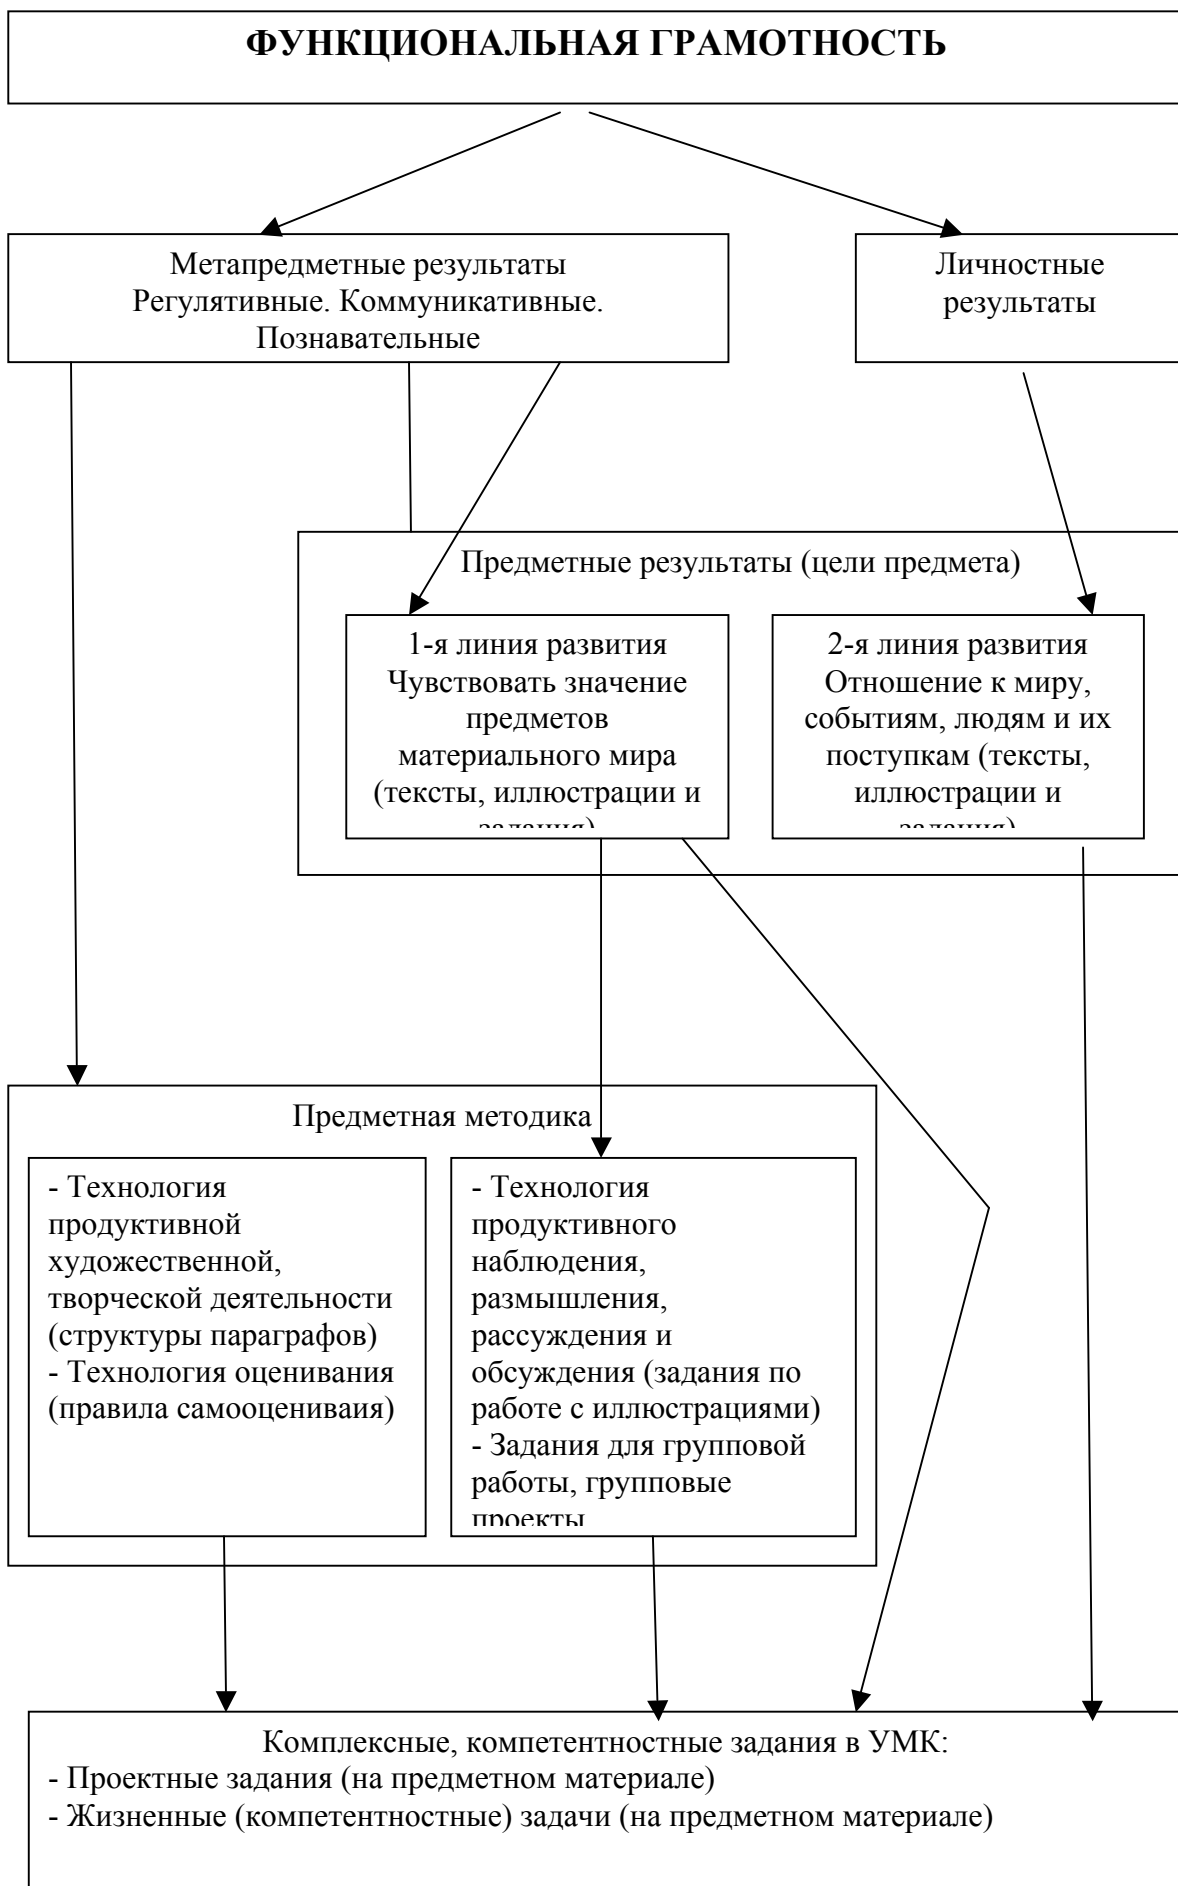 ФУНКЦИОНАЛЬНАЯ ГРАМОТНОСТЬ
Метапредметные результаты
Регулятивные. Коммуникативные.
Познавательные
Личностные
результаты
Предметные результаты (цели предмета)
1-я линия развития
Чувствовать значение
предметов
материального мира
(тексты, иллюстрации и
задания)
2-я линия развития
Отношение к миру,
событиям, людям и их
поступкам (тексты,
иллюстрации и
задания)
Предметная методика
- Технология
продуктивной
художественной,
творческой деятельности
(структуры параграфов)
- Технология оценивания
(правила самооцениваия)
- Технология
продуктивного
наблюдения,
размышления,
рассуждения и
обсуждения (задания по
работе с иллюстрациями)
- Задания для групповой
работы, групповые
проекты
Комплексные, компетентностные задания в УМК:
- Проектные задания (на предметном материале)
- Жизненные (компетентностные) задачи (на предметном материале)